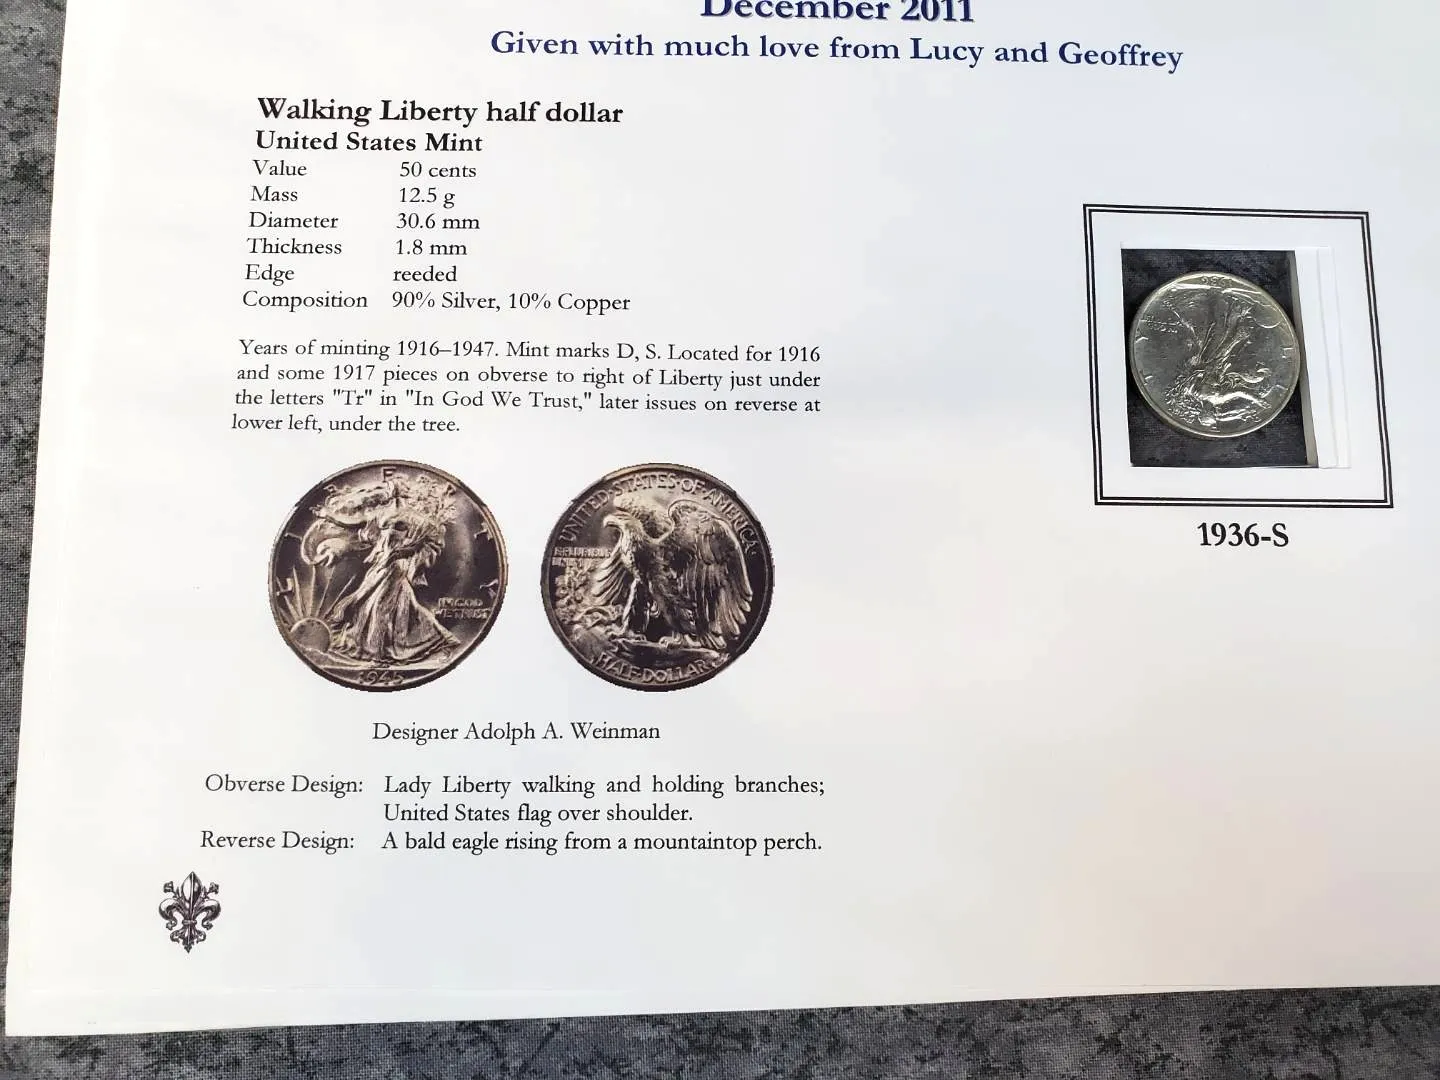 December 2011
Given with much love from Lucy and Geoffrey
Walking Liberty half dollar
United States Mint
Value 50 cents
Mass 12.5 g
Diameter 30.6 mm
Thickness 1.8 mm
Edge reeded
Composition 90% Silver, 10% Copper
Years of minting 1916–1947. Mint marks D, S. Located for 1916
and some 1917 pieces on obverse to right of Liberty just under
the letters "Tr" in "In God We Trust," later issues on reverse at
lower left, under the tree.
LIBERTY
IN GOD
WE TRUST
1945
UNITED·STATES·OF·AMERICA
E·PLURIBUS
UNUM
HALF·DOLLAR
Designer Adolph A. Weinman
Obverse Design: Lady Liberty walking and holding branches;
United States flag over shoulder.
Reverse Design: A bald eagle rising from a mountaintop perch.
1936
1936-S